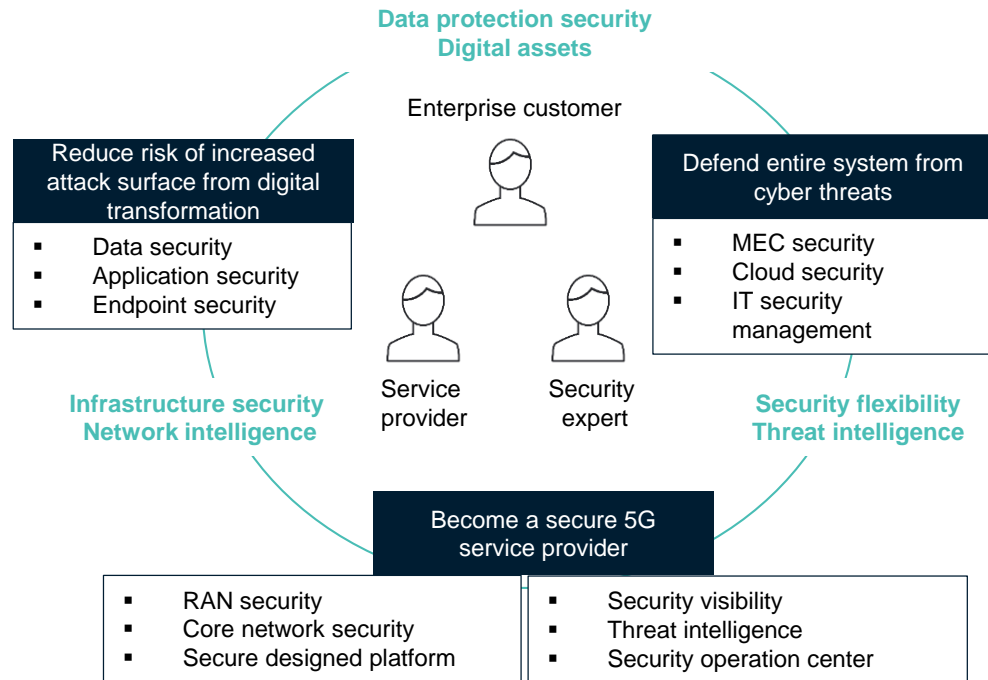 Data protection security
Digital assets
Enterprise customer
Reduce risk of increased
attack surface from digital
transformation
▪ Data security
▪ Application security
▪ Endpoint security
Defend entire system from
cyber threats
▪ MEC security
▪ Cloud security
▪ IT security
management
Service
provider
Security
expert
Infrastructure security
Network intelligence
Security flexibility
Threat intelligence
Become a secure 5G
service provider
▪ RAN security
▪ Core network security
▪ Secure designed platform
▪ Security visibility
▪ Threat intelligence
▪ Security operation center